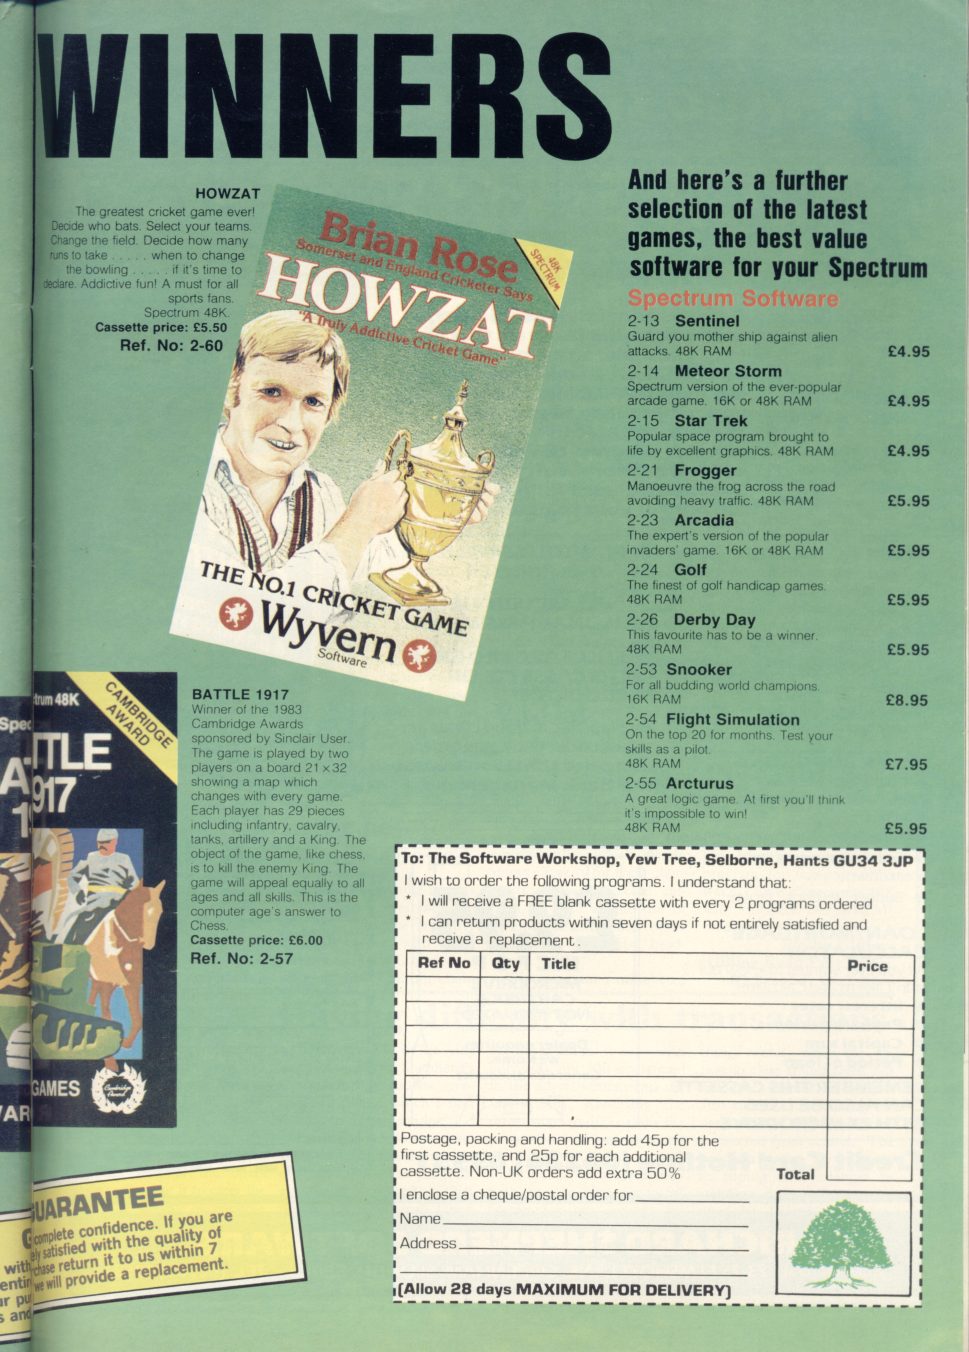 WINNERS
HOWZAT
The greatest cricket game ever!
Decide who bats. Select your teams.
Change the field. Decide how many
runs to take . . . . . when to change
the bowling . . . . . if it's time to
declare. Addictive fun! A must for all
sports fans.
Spectrum 48K.
Cassette price: £5.50
Ref. No: 2-60
Brian Rose
Somerset and England Cricketer Says
48K
SPECTRUM
HOWZAT
"A Truly Addictive Cricket Game"
THE NO.1 CRICKET GAME
Wyvern
Software
And here's a further
selection of the latest
games, the best value
software for your Spectrum
Spectrum Software
2-13 Sentinel
Guard you mother ship against alien
attacks. 48K RAM £4.95
2-14 Meteor Storm
Spectrum version of the ever-popular
arcade game. 16K or 48K RAM £4.95
2-15 Star Trek
Popular space program brought to
life by excellent graphics. 48K RAM £4.95
2-21 Frogger
Manoeuvre the frog across the road
avoiding heavy traffic. 48K RAM £5.95
2-23 Arcadia
The expert's version of the popular
invaders' game. 16K or 48K RAM £5.95
2-24 Golf
The finest of golf handicap games.
48K RAM £5.95
2-26 Derby Day
This favourite has to be a winner.
48K RAM £5.95
2-53 Snooker
For all budding world champions.
16K RAM £8.95
2-54 Flight Simulation
On the top 20 for months. Test your
skills as a pilot.
48K RAM £7.95
2-55 Arcturus
A great logic game. At first you'll think
it's impossible to win!
48K RAM £5.95
trum 48K
CAMBRIDGE
AWARD
TTLE
917
GAMES
Cambridge
Award
BATTLE 1917
Winner of the 1983
Cambridge Awards
sponsored by Sinclair User.
The game is played by two
players on a board 21 x 32
showing a map which
changes with every game.
Each player has 29 pieces
including infantry, cavalry,
tanks, artillery and a King. The
object of the game, like chess,
is to kill the enemy King. The
game will appeal equally to all
ages and all skills. This is the
computer age's answer to
Chess.
Cassette price: £6.00
Ref. No: 2-57
UARANTEE
complete confidence. If you are
ely satisfied with the quality of
chase return it to us within 7
we will provide a replacement.
To: The Software Workshop, Yew Tree, Selborne, Hants GU34 3JP
I wish to order the following programs. I understand that:
* I will receive a FREE blank cassette with every 2 programs ordered
* I can return products within seven days if not entirely satisfied and
receive a replacement.
Ref No Qty Title Price
Postage, packing and handling: add 45p for the
first cassette, and 25p for each additional
cassette. Non-UK orders add extra 50%
Total
I enclose a cheque/postal order for
Name
Address
(Allow 28 days MAXIMUM FOR DELIVERY)